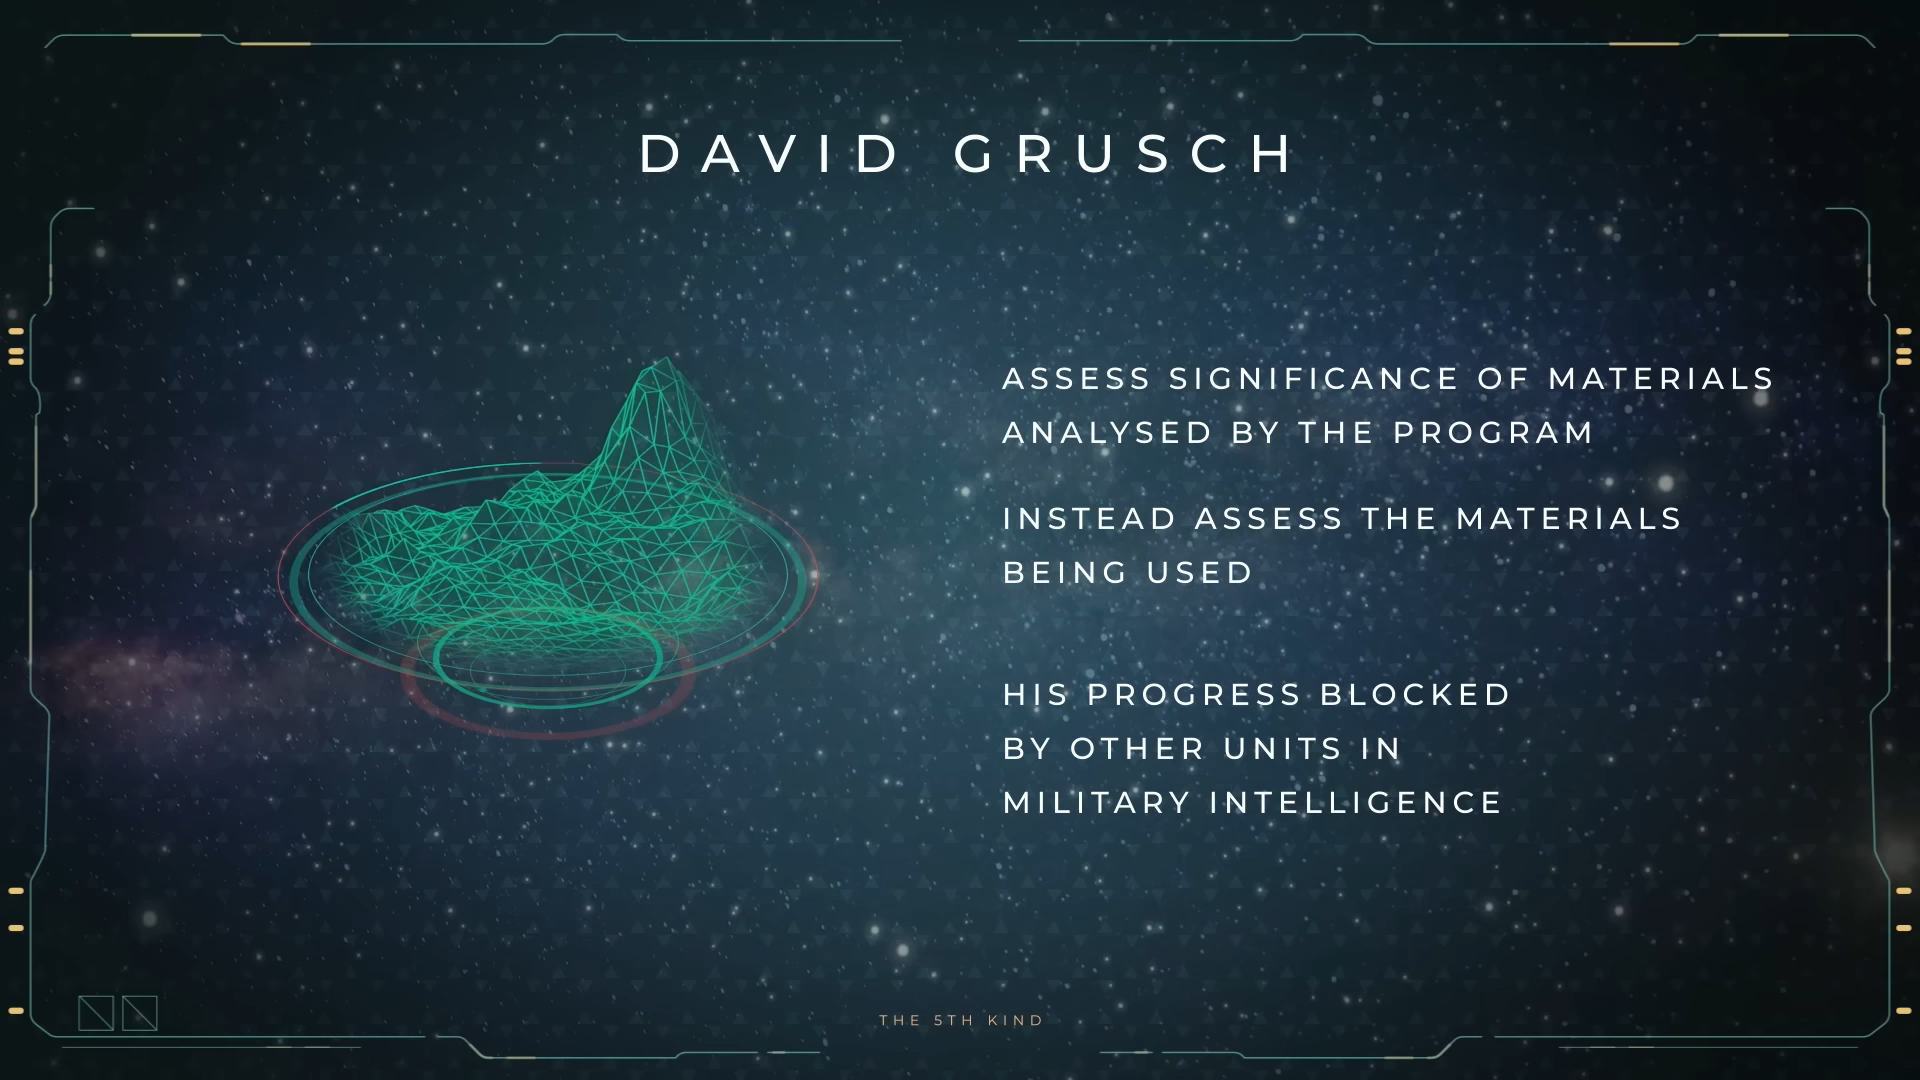 DAVID GRUSCH
ASSESS SIGNIFICANCE OF MATERIALS
ANALYSED BY THE PROGRAM
INSTEAD ASSESS THE MATERIALS
BEING USED
HIS PROGRESS BLOCKED
BY OTHER UNITS IN
MILITARY INTELLIGENCE
THE 5TH KIND